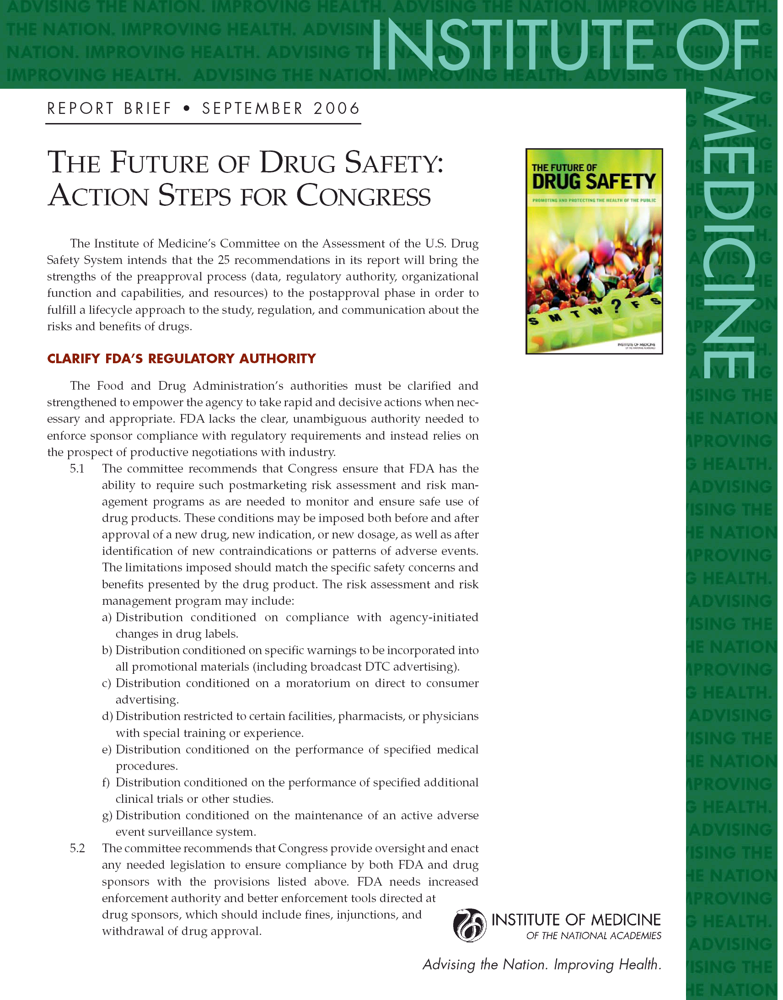 ADVISING THE NATION. IMPROVING HEALTH. ADVISING THE NATION. IMPROVING HEALTH.
INSTITUTE OF
MEDICINE
REPORT BRIEF • SEPTEMBER 2006
THE FUTURE OF DRUG SAFETY:
ACTION STEPS FOR CONGRESS
THE FUTURE OF
DRUG SAFETY
PROMOTING AND PROTECTING THE HEALTH OF THE PUBLIC
S M T W ? F S
INSTITUTE OF MEDICINE
OF THE NATIONAL ACADEMIES
The Institute of Medicine’s Committee on the Assessment of the U.S. Drug
Safety System intends that the 25 recommendations in its report will bring the
strengths of the preapproval process (data, regulatory authority, organizational
function and capabilities, and resources) to the postapproval phase in order to
fulfill a lifecycle approach to the study, regulation, and communication about the
risks and benefits of drugs.
CLARIFY FDA’S REGULATORY AUTHORITY
The Food and Drug Administration’s authorities must be clarified and
strengthened to empower the agency to take rapid and decisive actions when nec-
essary and appropriate. FDA lacks the clear, unambiguous authority needed to
enforce sponsor compliance with regulatory requirements and instead relies on
the prospect of productive negotiations with industry.
5.1 The committee recommends that Congress ensure that FDA has the
ability to require such postmarketing risk assessment and risk man-
agement programs as are needed to monitor and ensure safe use of
drug products. These conditions may be imposed both before and after
approval of a new drug, new indication, or new dosage, as well as after
identification of new contraindications or patterns of adverse events.
The limitations imposed should match the specific safety concerns and
benefits presented by the drug product. The risk assessment and risk
management program may include:
a) Distribution conditioned on compliance with agency-initiated
changes in drug labels.
b) Distribution conditioned on specific warnings to be incorporated into
all promotional materials (including broadcast DTC advertising).
c) Distribution conditioned on a moratorium on direct to consumer
advertising.
d) Distribution restricted to certain facilities, pharmacists, or physicians
with special training or experience.
e) Distribution conditioned on the performance of specified medical
procedures.
f) Distribution conditioned on the performance of specified additional
clinical trials or other studies.
g) Distribution conditioned on the maintenance of an active adverse
event surveillance system.
5.2 The committee recommends that Congress provide oversight and enact
any needed legislation to ensure compliance by both FDA and drug
sponsors with the provisions listed above. FDA needs increased
enforcement authority and better enforcement tools directed at
drug sponsors, which should include fines, injunctions, and
withdrawal of drug approval.
INSTITUTE OF MEDICINE
OF THE NATIONAL ACADEMIES
Advising the Nation. Improving Health.